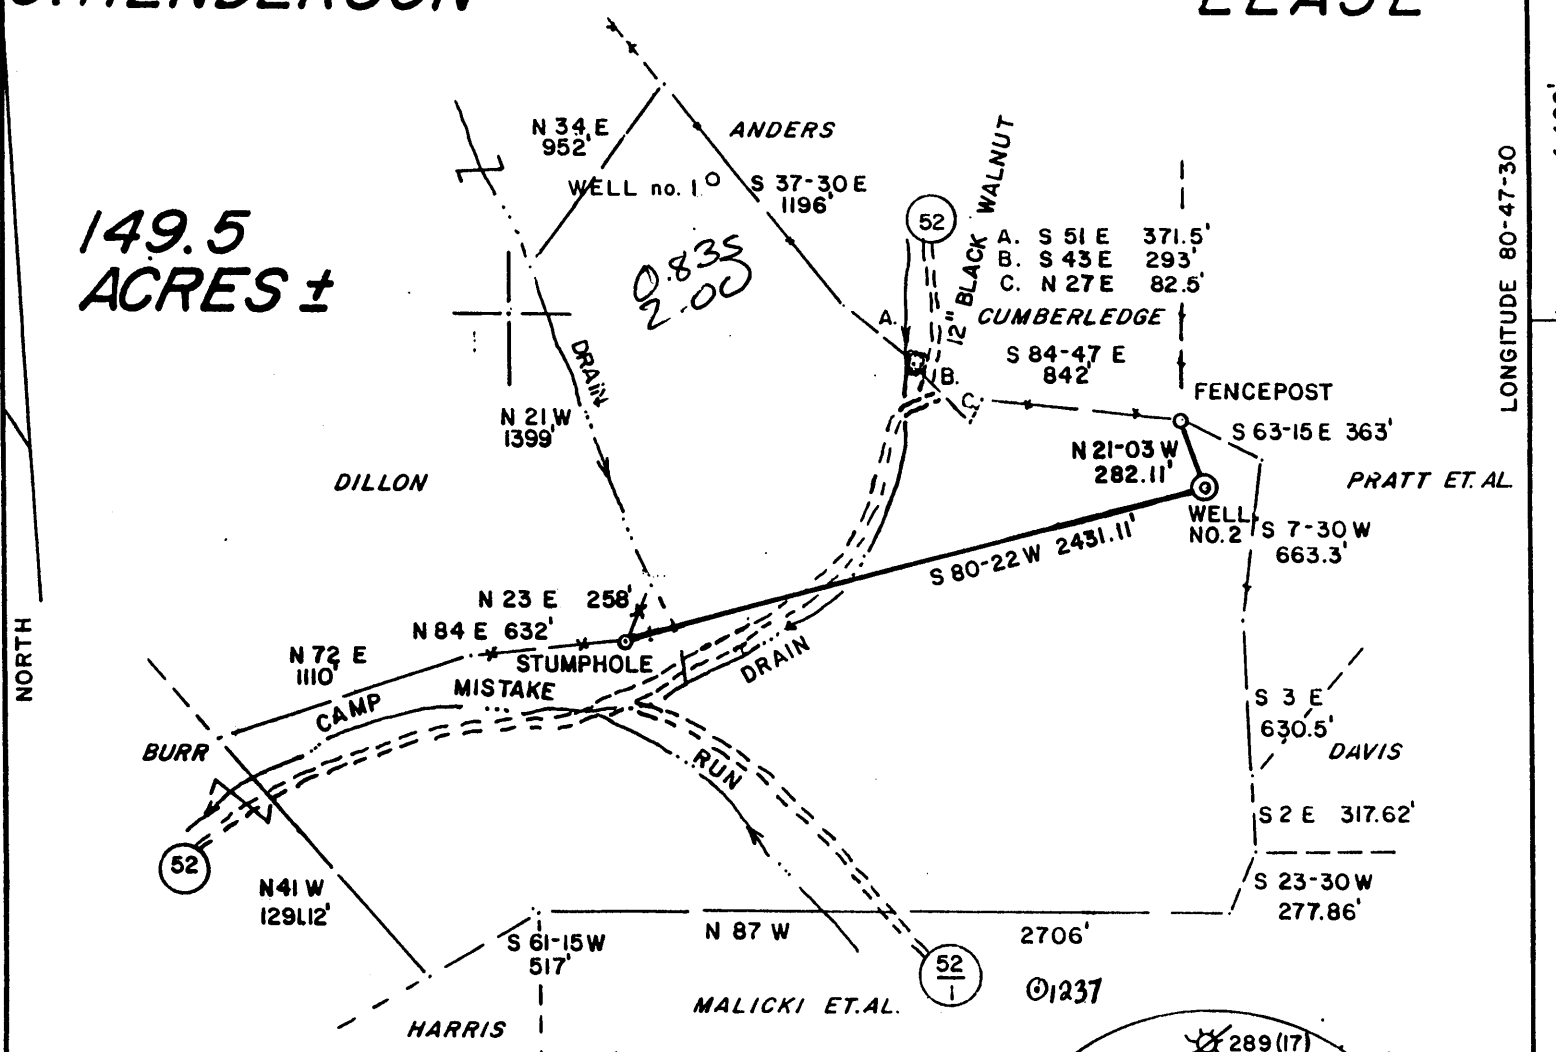 LEASE
149.5
ACRES ±
N 34 E
952'
ANDERS
WELL no. 1
S 37-30 E
1196'
0.835
2.00
52
12" BLACK WALNUT
A. S 51 E 371.5'
B. S 43 E 293'
C. N 27 E 82.5'
CUMBERLEDGE
A.
B.
C.
S 84-47 E
842'
LONGITUDE 80-47-30
FENCEPOST
S 63-15 E 363'
N 21-03 W
282.11'
PRATT ET. AL.
WELL
NO. 2
S 7-30 W
663.3'
DRAIN
N 21 W
1399'
DILLON
S 80-22 W 2431.11'
N 23 E 258'
N 84 E 632'
STUMPHOLE
N 72 E
1110'
CAMP
MISTAKE
RUN
DRAIN
NORTH
BURR
52
N 41 W
1291.12'
S 3 E
630.5'
DAVIS
S 2 E 317.62'
S 23-30 W
277.86'
N 87 W
2706'
S 61-15 W
517'
52
1
1237
MALICKI ET. AL.
HARRIS
289 (17)